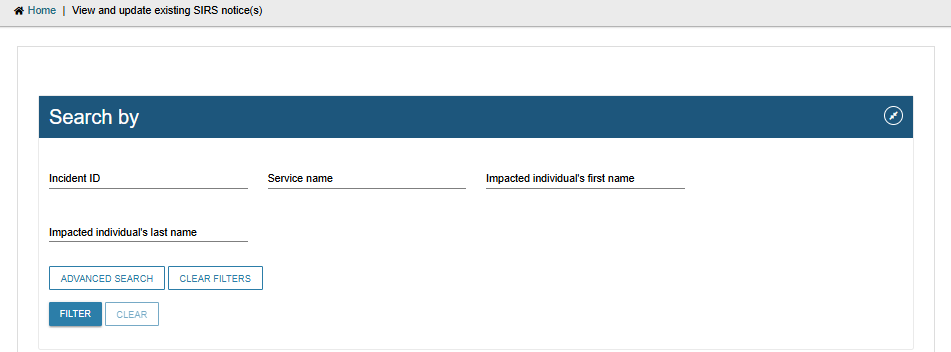 Home | View and update existing SIRS notice(s)
Search by
Incident ID Service name Impacted individual's first name
Impacted individual's last name
ADVANCED SEARCH CLEAR FILTERS
FILTER CLEAR